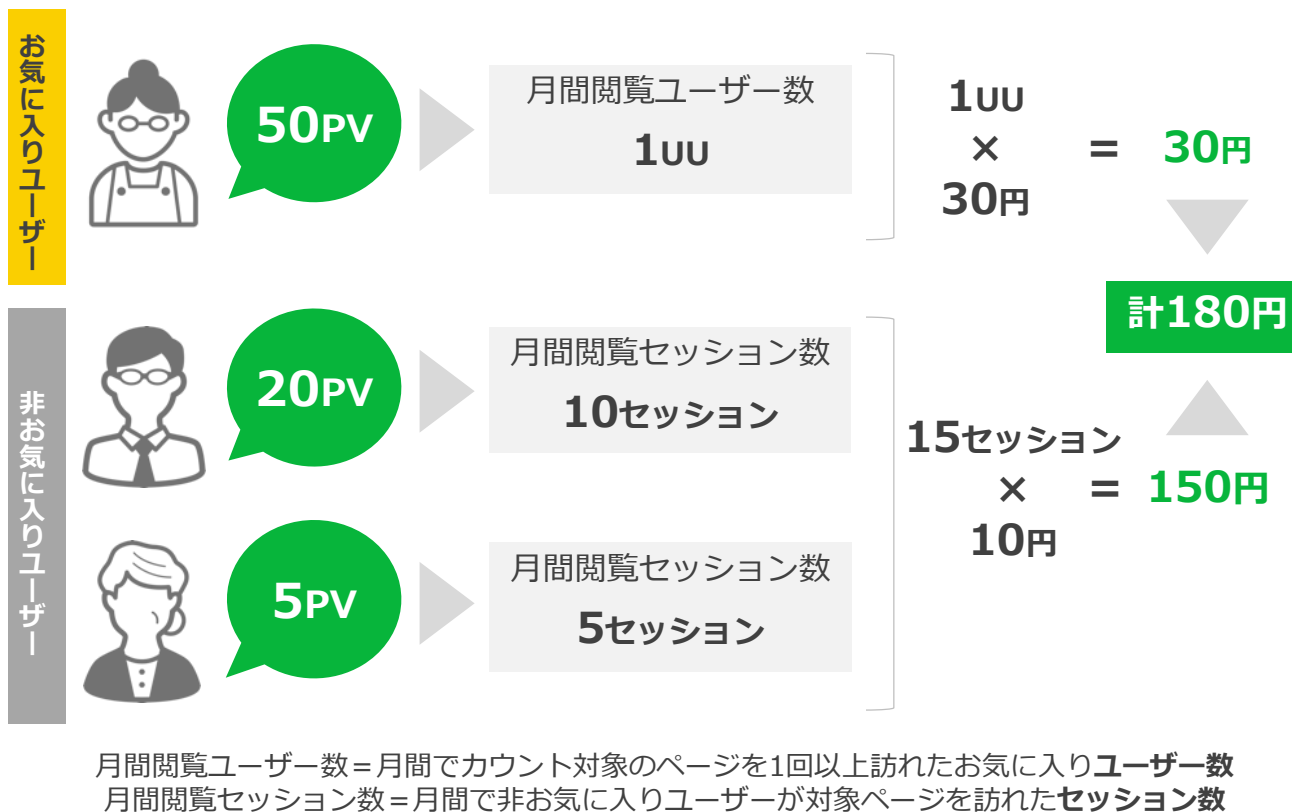 お気に入りユーザー
50PV
月間閲覧ユーザー数
1UU
1UU
×
30円
= 30円
計180円
非お気に入りユーザー
20PV
月間閲覧セッション数
10セッション
5PV
月間閲覧セッション数
5セッション
15セッション
×
10円
= 150円
月間閲覧ユーザー数＝月間でカウント対象のページを1回以上訪れたお気に入りユーザー数
月間閲覧セッション数＝月間で非お気に入りユーザーが対象ページを訪れたセッション数